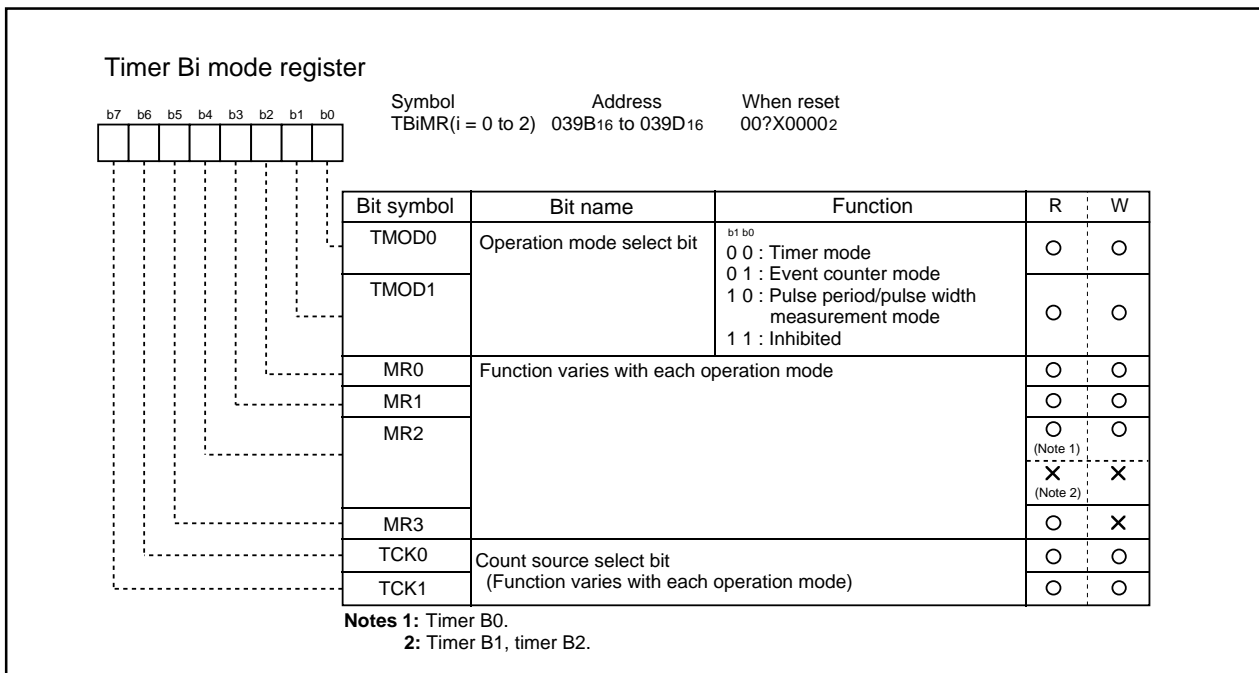 Timer Bi mode register
Symbol Address When reset
TBiMR(i = 0 to 2) 039B16 to 039D16 00?X00002
b7 b6 b5 b4 b3 b2 b1 b0
Bit symbol Bit name Function R W
TMOD0 Operation mode select bit
b1 b0
0 0 : Timer mode
0 1 : Event counter mode
TMOD1
1 0 : Pulse period/pulse width
measurement mode
1 1 : Inhibited
MR0 Function varies with each operation mode
MR1
MR2
(Note 1)
(Note 2)
MR3
TCK0 Count source select bit
TCK1 (Function varies with each operation mode)
Notes 1: Timer B0.
2: Timer B1, timer B2.